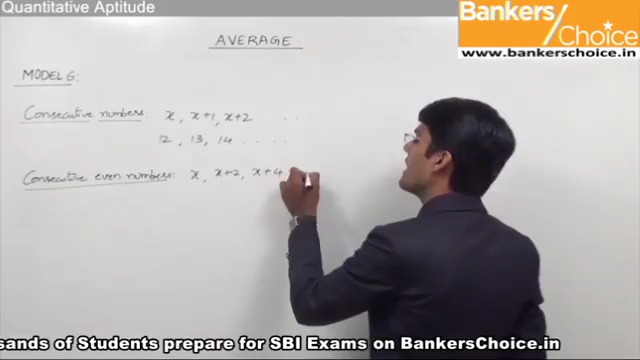 Quantitative Aptitude
Bankers
Choice
www.bankerschoice.in
AVERAGE
MODEL 6:
Consecutive numbers: x, x+1, x+2 . . . .
12, 13, 14 . . . .
Consecutive even numbers: x, x+2, x+4
sands of Students prepare for SBI Exams on BankersChoice.in